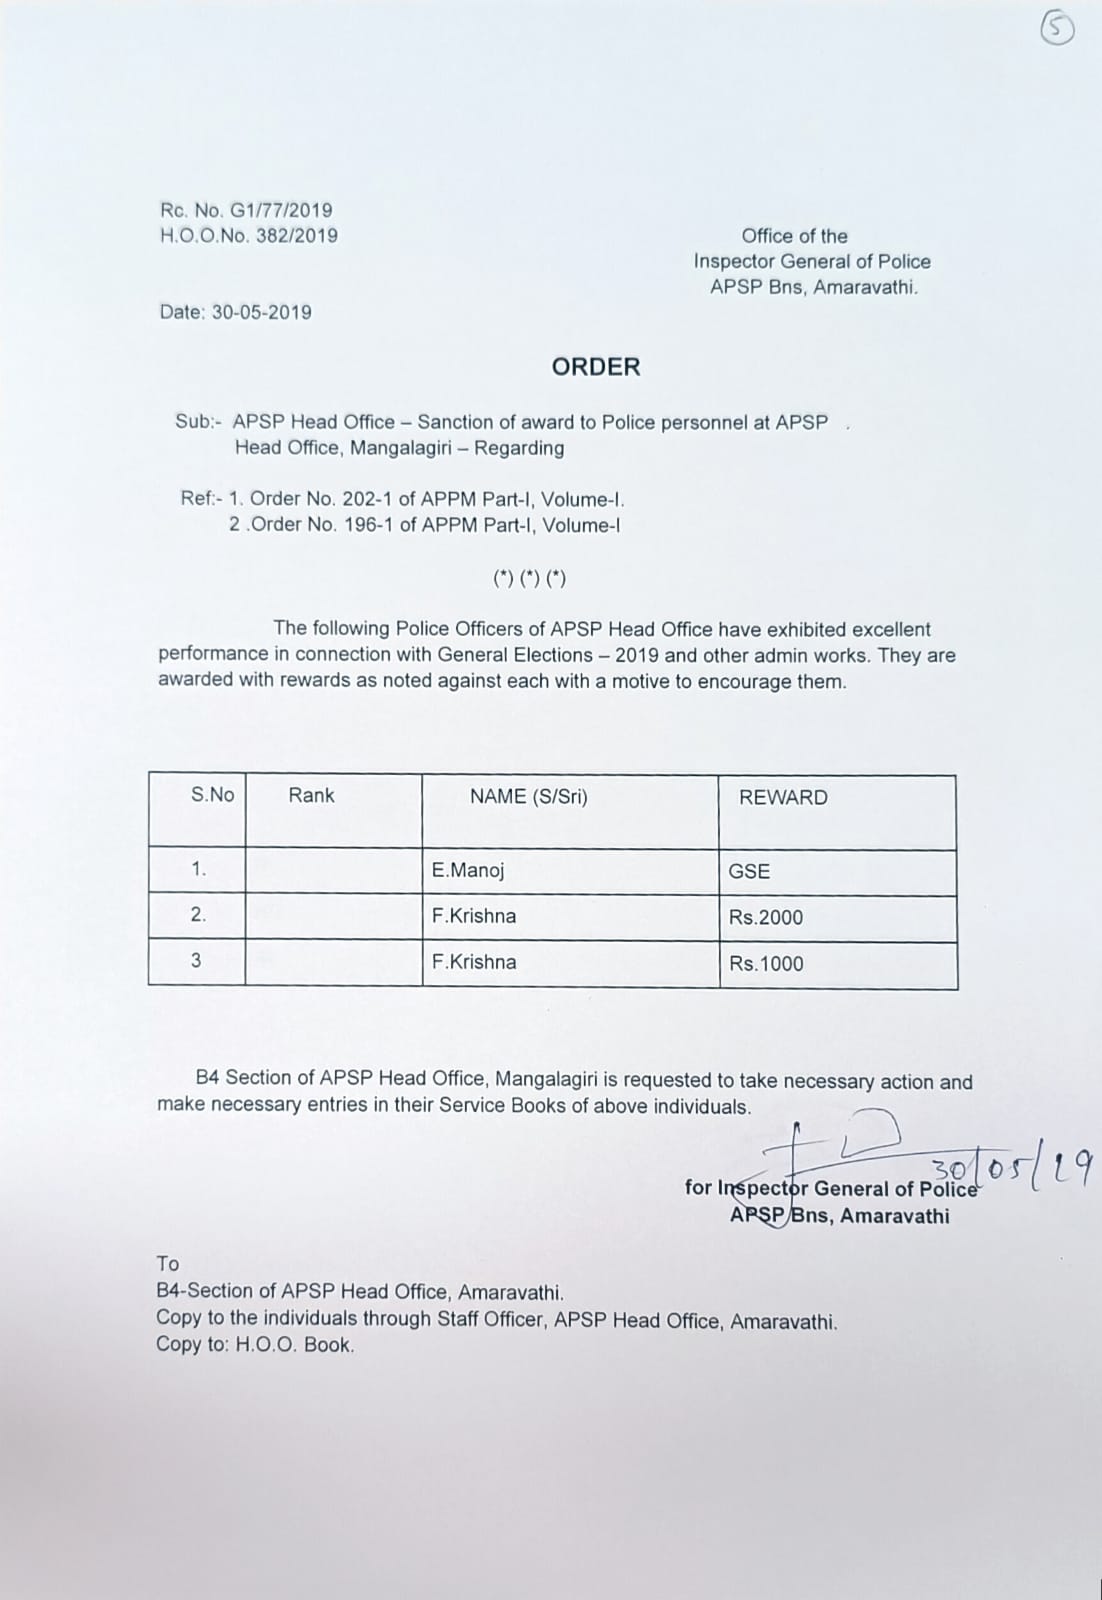 5
Rc. No. G1/77/2019
H.O.O.No. 382/2019
Office of the
Inspector General of Police
APSP Bns, Amaravathi.
Date: 30-05-2019
ORDER
Sub:- APSP Head Office – Sanction of award to Police personnel at APSP .
Head Office, Mangalagiri – Regarding
Ref:- 1. Order No. 202-1 of APPM Part-I, Volume-I.
2 .Order No. 196-1 of APPM Part-I, Volume-I
(*) (*) (*)
The following Police Officers of APSP Head Office have exhibited excellent
performance in connection with General Elections – 2019 and other admin works. They are
awarded with rewards as noted against each with a motive to encourage them.
S.No Rank NAME (S/Sri) REWARD
1. E.Manoj GSE
2. F.Krishna Rs.2000
3 F.Krishna Rs.1000
B4 Section of APSP Head Office, Mangalagiri is requested to take necessary action and
make necessary entries in their Service Books of above individuals.
30/05/19
for Inspector General of Police
APSP Bns, Amaravathi
To
B4-Section of APSP Head Office, Amaravathi.
Copy to the individuals through Staff Officer, APSP Head Office, Amaravathi.
Copy to: H.O.O. Book.